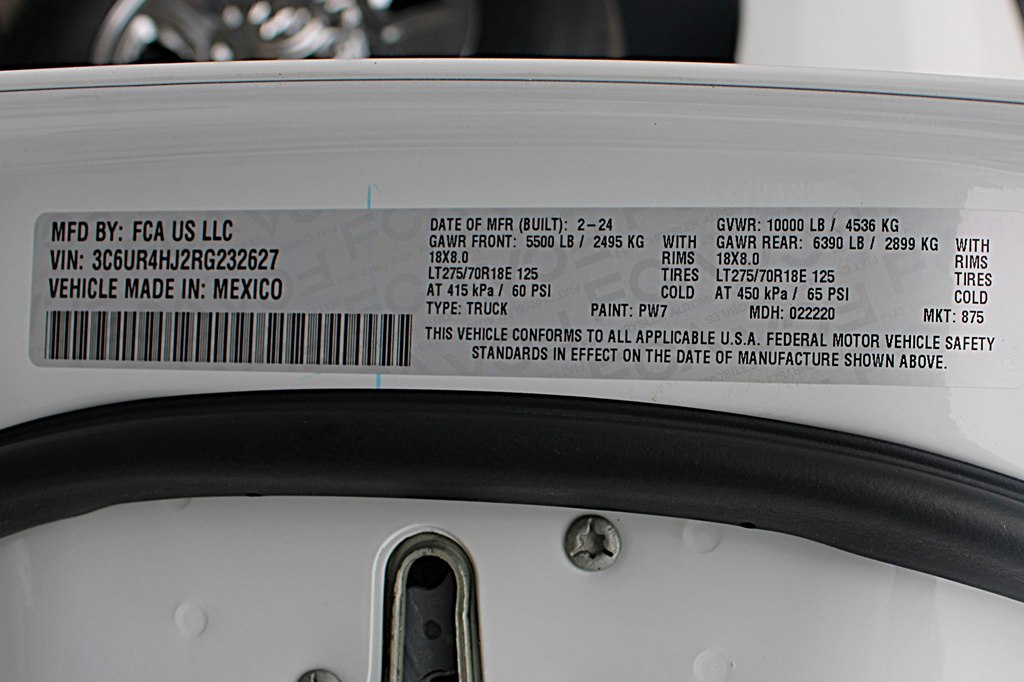 MFD BY: FCA US LLC
VIN: 3C6UR4HJ2RG232627
VEHICLE MADE IN: MEXICO
DATE OF MFR (BUILT): 2-24
GAWR FRONT: 5500 LB / 2495 KG WITH
18X8.0 RIMS
LT275/70R18E 125 TIRES
AT 415 kPa / 60 PSI COLD
GVWR: 10000 LB / 4536 KG
GAWR REAR: 6390 LB / 2899 KG WITH
18X8.0 RIMS
LT275/70R18E 125 TIRES
AT 450 kPa / 65 PSI COLD
TYPE: TRUCK PAINT: PW7 MDH: 022220 MKT: 875
THIS VEHICLE CONFORMS TO ALL APPLICABLE U.S.A. FEDERAL MOTOR VEHICLE SAFETY
STANDARDS IN EFFECT ON THE DATE OF MANUFACTURE SHOWN ABOVE.